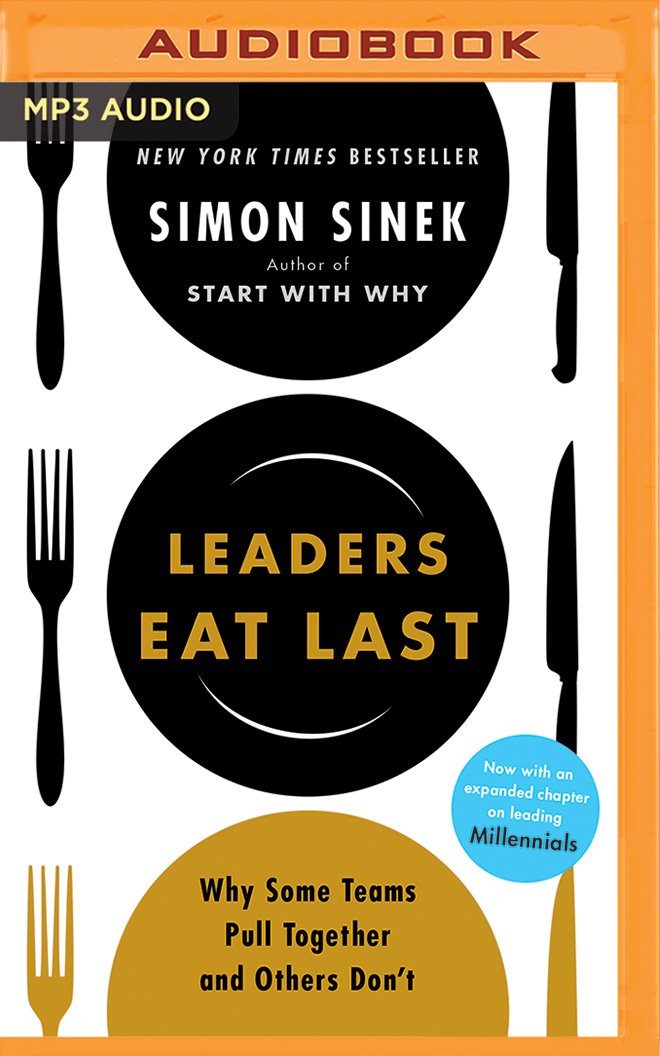 AUDIOBOOK
MP3 AUDIO
NEW YORK TIMES BESTSELLER
SIMON SINEK
Author of
START WITH WHY
LEADERS
EAT LAST
Now with an
expanded chapter
on leading
Millennials
Why Some Teams
Pull Together
and Others Don't